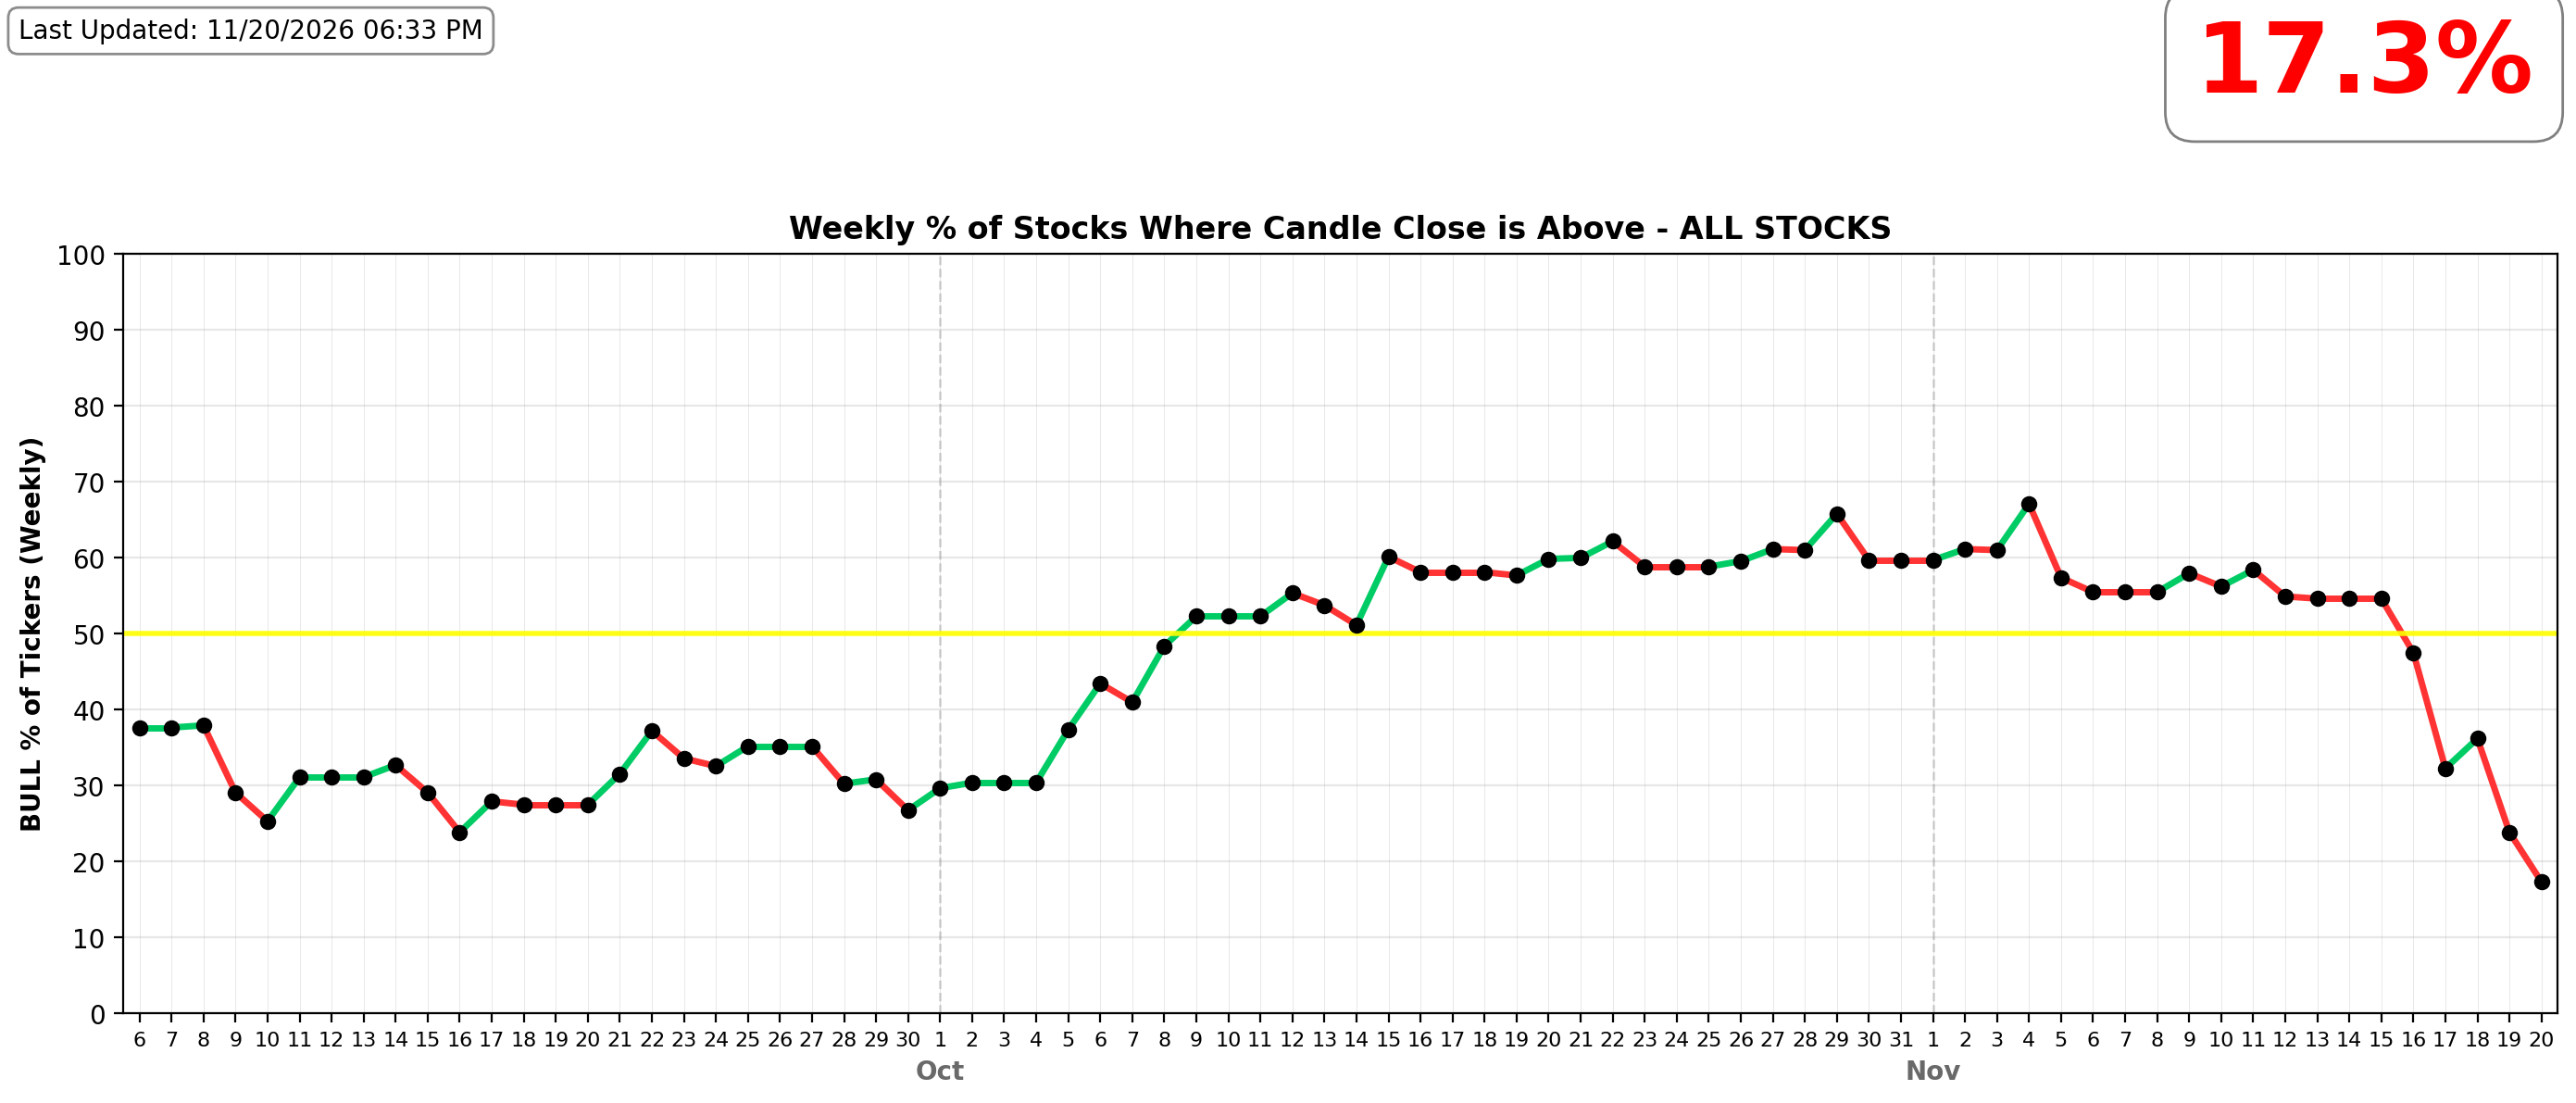 Last Updated: 11/20/2026 06:33 PM
17.3%
Weekly % of Stocks Where Candle Close is Above - ALL STOCKS
BULL % of Tickers (Weekly)
100
90
80
70
60
50
40
30
20
10
0
6 7 8 9 10 11 12 13 14 15 16 17 18 19 20 21 22 23 24 25 26 27 28 29 30 1 2 3 4 5 6 7 8 9 10 11 12 13 14 15 16 17 18 19 20 21 22 23 24 25 26 27 28 29 30 31 1 2 3 4 5 6 7 8 9 10 11 12 13 14 15 16 17 18 19 20
Oct Nov